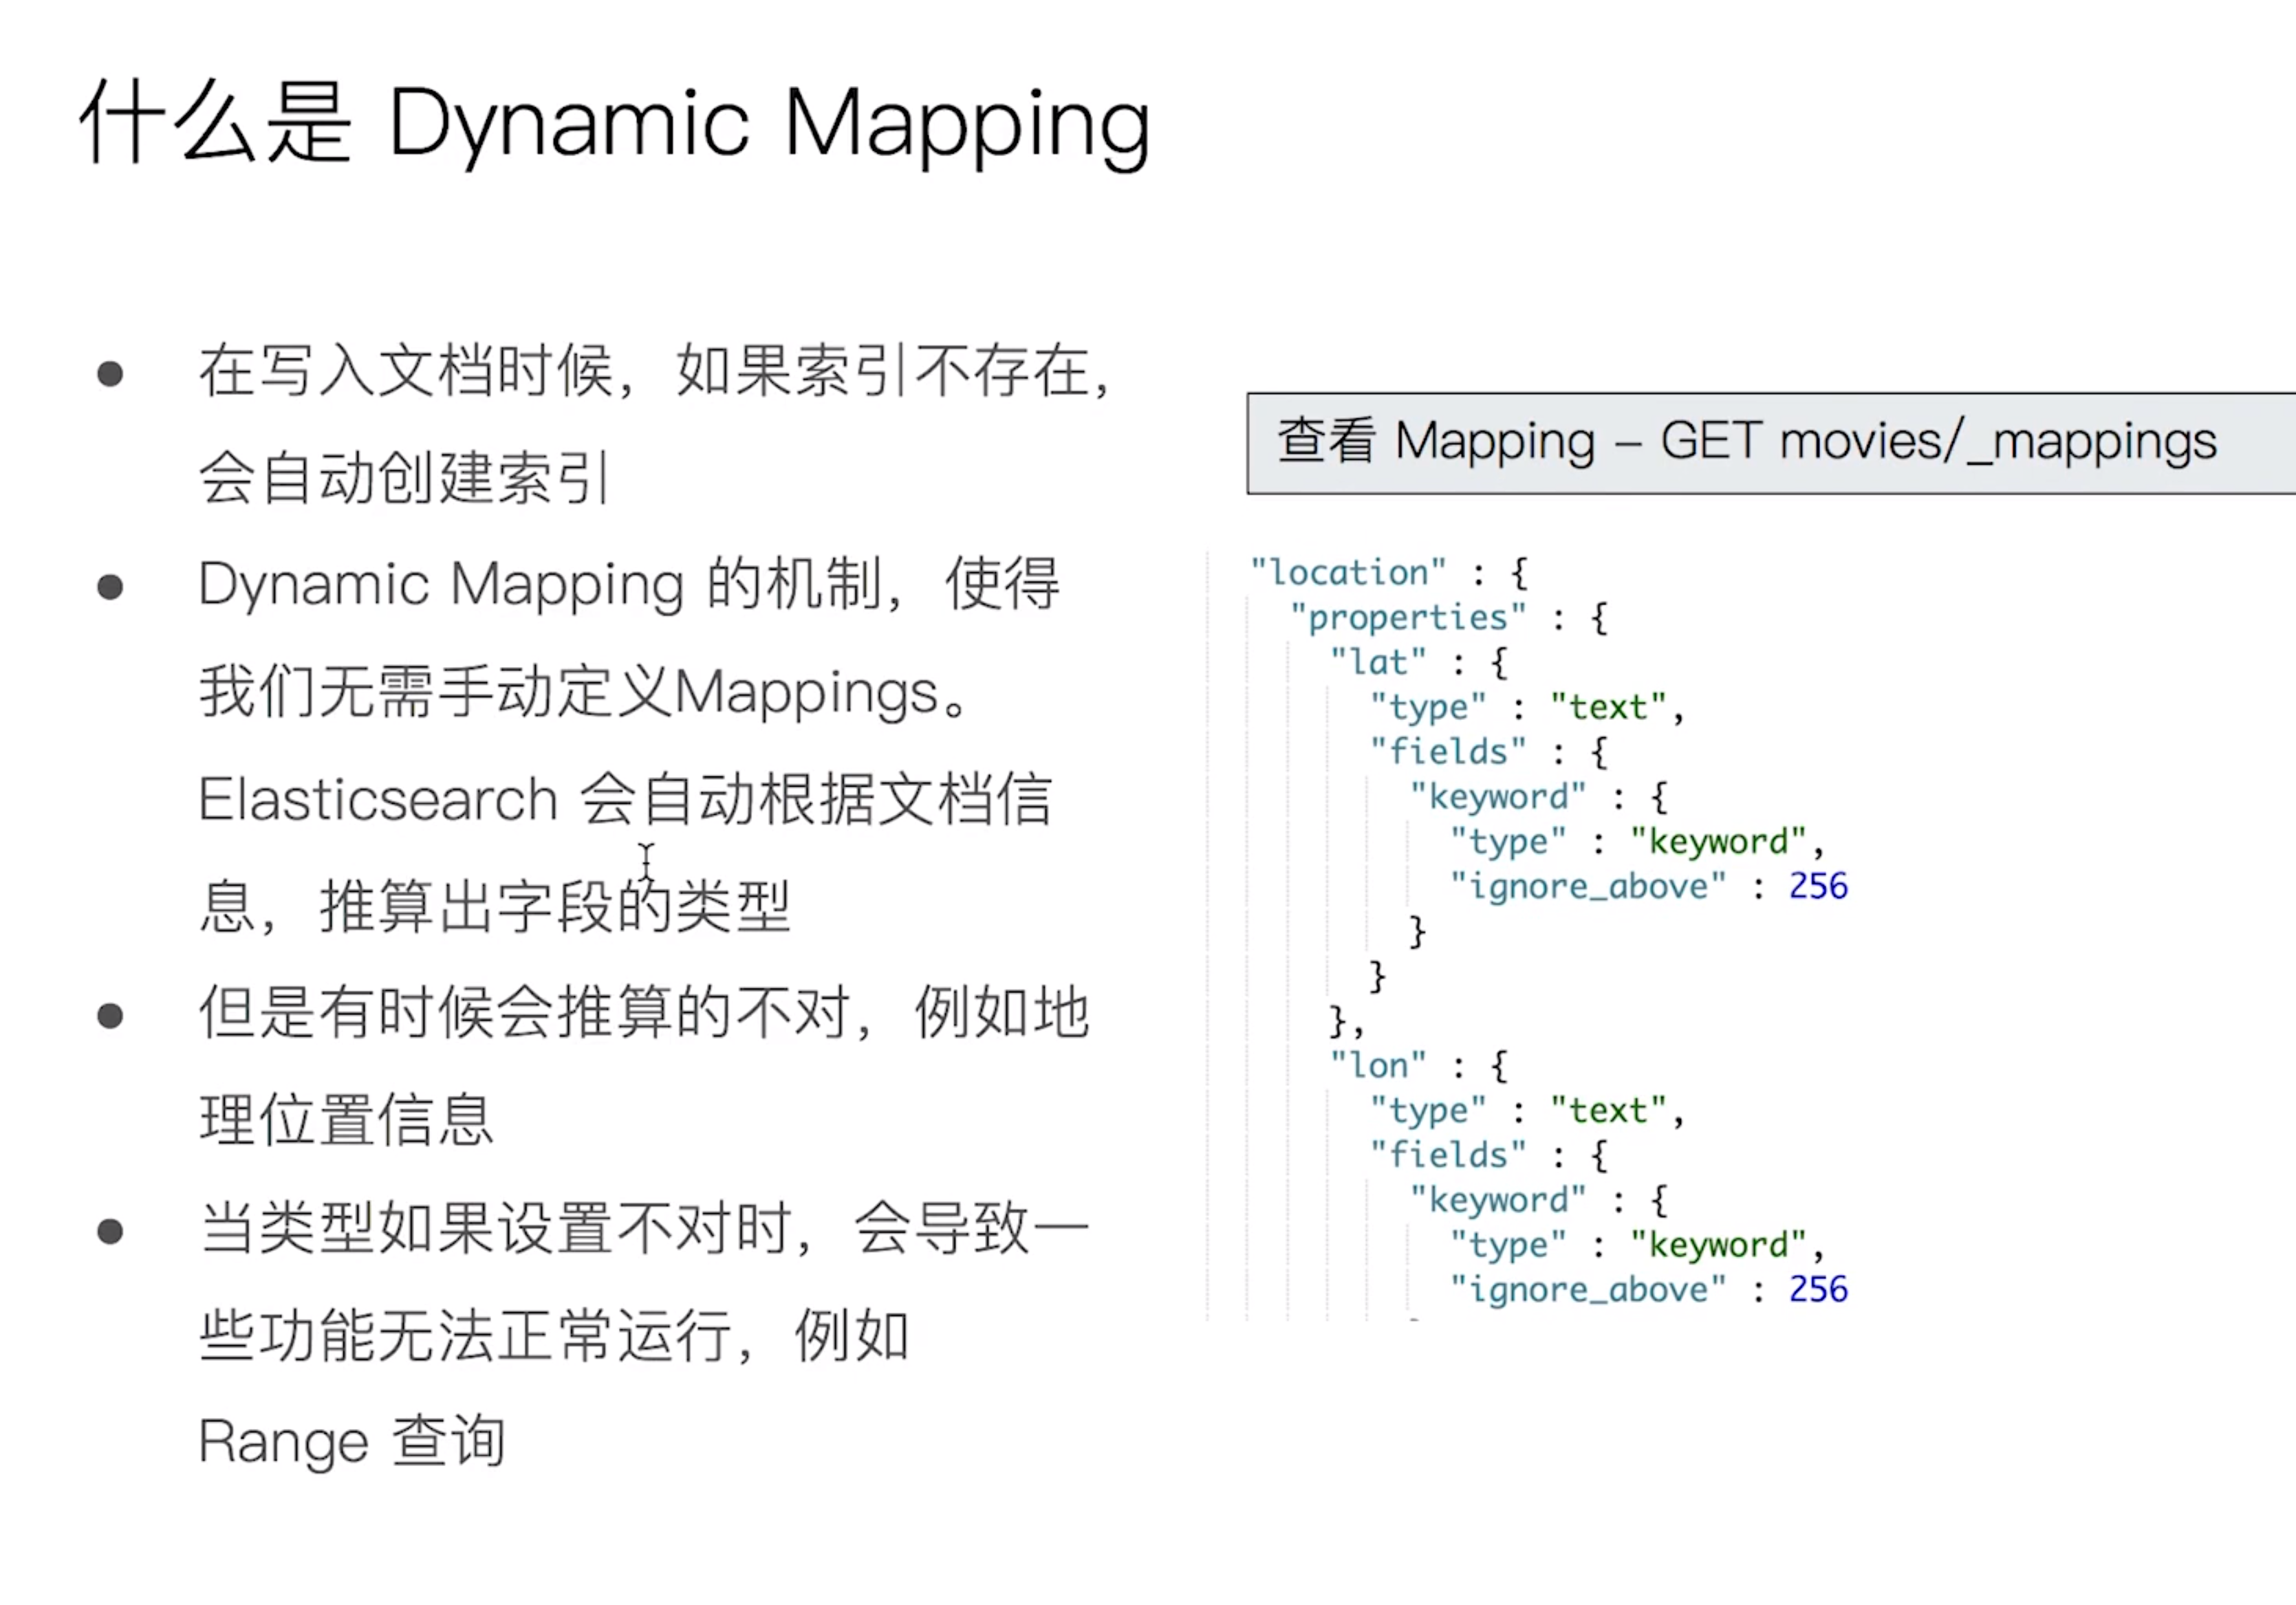 什么是 Dynamic Mapping
在写入文档时候，如果索引不存在，
会自动创建索引
Dynamic Mapping 的机制，使得
我们无需手动定义Mappings。
Elasticsearch 会自动根据文档信
息，推算出字段的类型
但是有时候会推算的不对，例如地
理位置信息
当类型如果设置不对时，会导致一
些功能无法正常运行，例如
Range 查询
查看 Mapping – GET movies/_mappings
"location" : {
"properties" : {
"lat" : {
"type" : "text",
"fields" : {
"keyword" : {
"type" : "keyword",
"ignore_above" : 256
}
}
},
"lon" : {
"type" : "text",
"fields" : {
"keyword" : {
"type" : "keyword",
"ignore_above" : 256